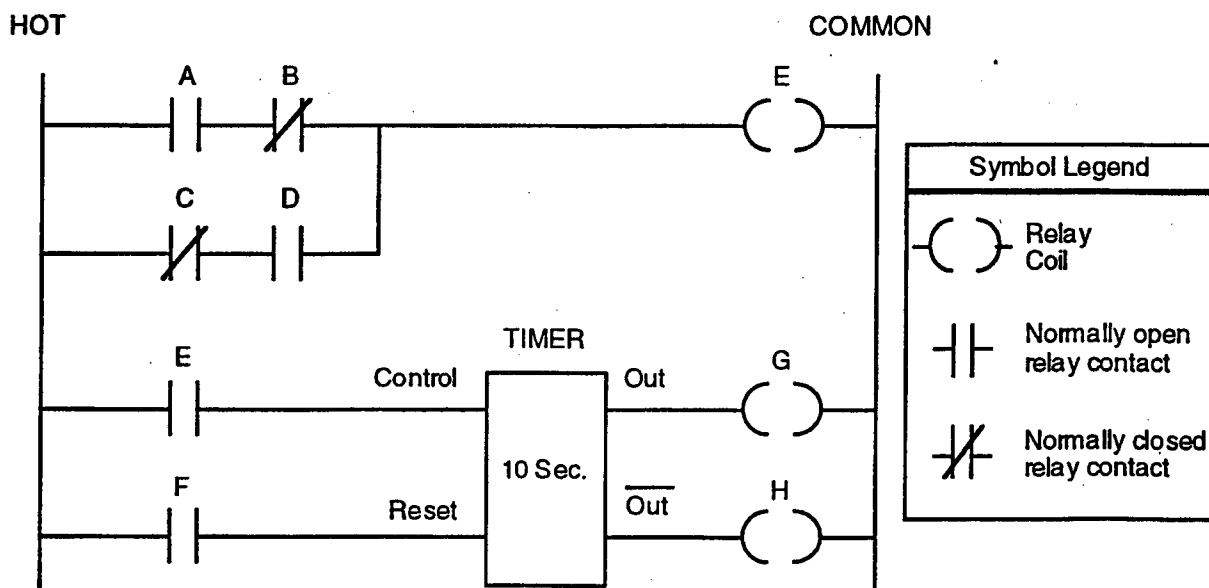 HOT
COMMON
A
B
E
C
D
Symbol Legend
Relay
Coil
Normally open
relay contact
Normally closed
relay contact
TIMER
E
Control
Out
G
10 Sec.
F
Reset
Out
H